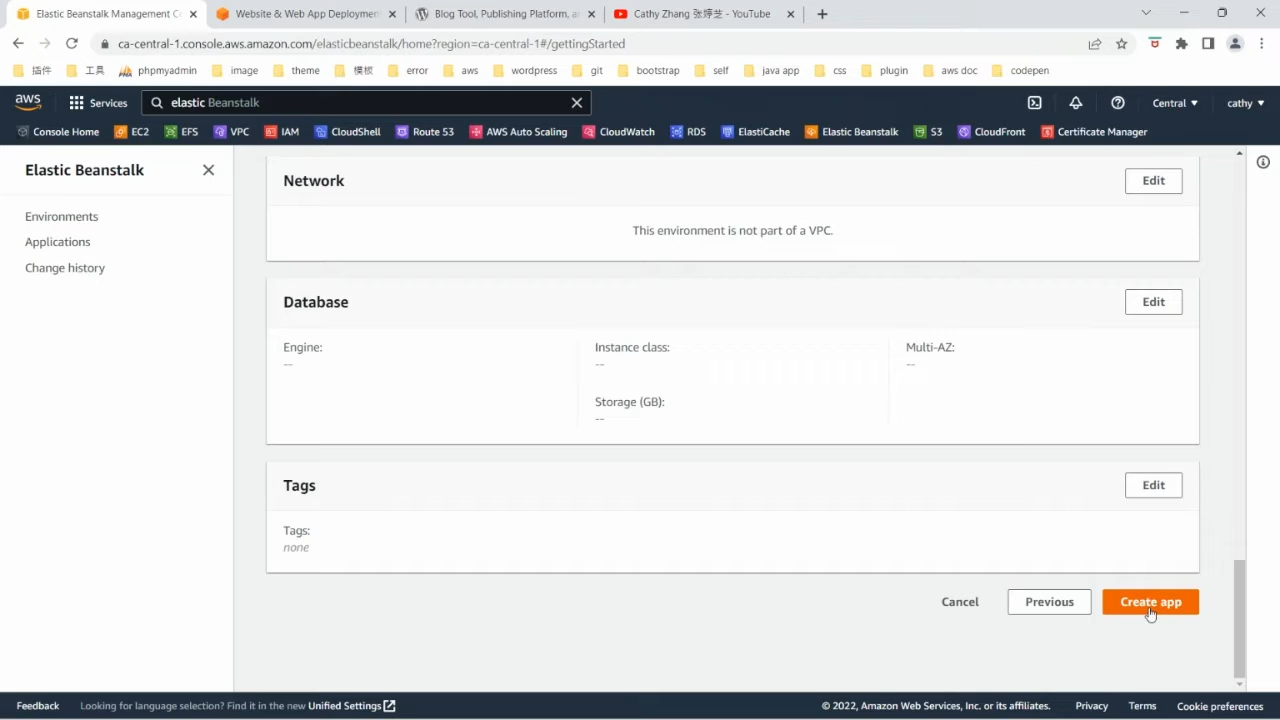 Elastic Beanstalk Management C
Website & Web App Deployment
Blog Tool, Publishing Platform, a
Cathy Zhang 张婷圭 - YouTube
ca-central-1.console.aws.amazon.com/elasticbeanstalk/home?region=ca-central-1#/gettingStarted
插件 工具 phpmyadmin image theme 模板 error aws wordpress git bootstrap self java app css plugin aws doc codepen
aws Services elastic Beanstalk Central cathy
Console Home EC2 EFS VPC IAM CloudShell Route 53 AWS Auto Scaling CloudWatch RDS ElastiCache Elastic Beanstalk S3 CloudFront Certificate Manager
Elastic Beanstalk
Environments
Applications
Change history
Network Edit
This environment is not part of a VPC.
Database Edit
Engine: Instance class: Multi-AZ:
-- -- --
Storage (GB):
--
Tags Edit
Tags:
none
Cancel Previous Create app
Feedback Looking for language selection? Find it in the new Unified Settings © 2022, Amazon Web Services, Inc. or its affiliates. Privacy Terms Cookie preferences